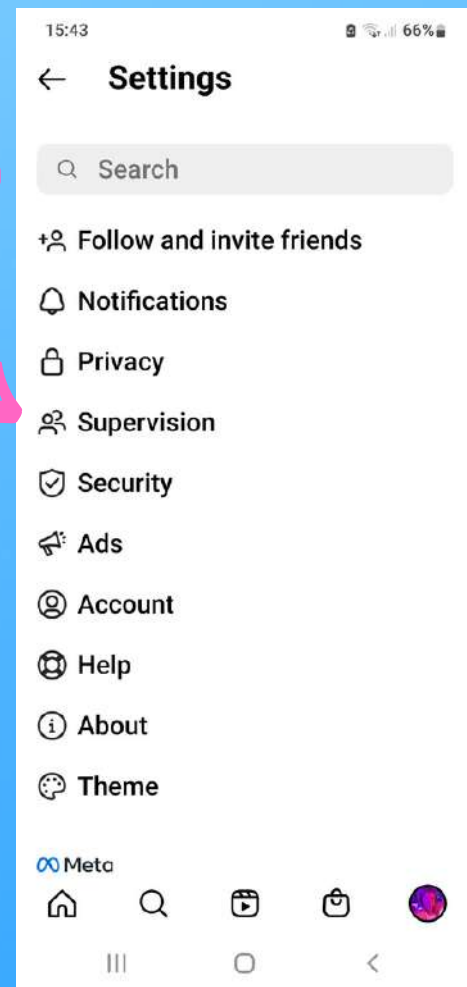 15:43 66%
Settings
Search
Follow and invite friends
Notifications
Privacy
Supervision
Security
Ads
Account
Help
About
Theme
Meta